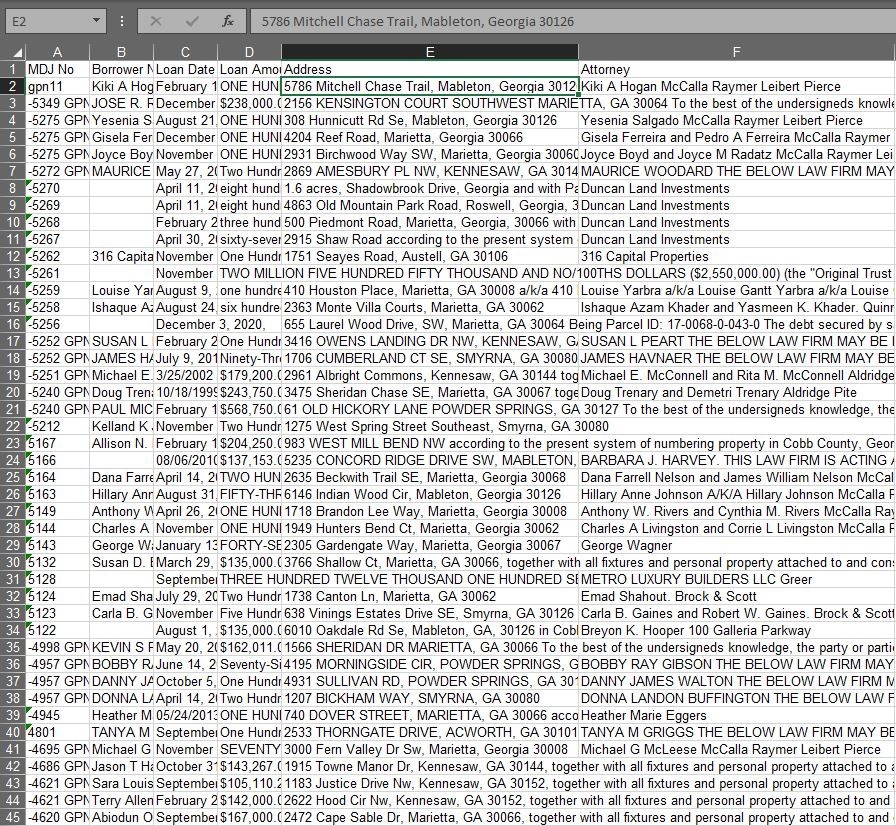 E2 fx 5786 Mitchell Chase Trail, Mableton, Georgia 30126
A B C D E F
1 MDJ No Borrower N Loan Date Loan Amou Address Attorney
2 gpn11 Kiki A Hog February 1 ONE HUN 5786 Mitchell Chase Trail, Mableton, Georgia 3012 Kiki A Hogan McCalla Raymer Leibert Pierce
3 -5349 GPN JOSE R. R December $238,000.0 2156 KENSINGTON COURT SOUTHWEST MARIETTA, GA 30064 To the best of the undersigneds knowle
4 -5275 GPN Yesenia S August 21, ONE HUN 308 Hunnicutt Rd Se, Mableton, Georgia 30126 Yesenia Salgado McCalla Raymer Leibert Pierce
5 -5275 GPN Gisela Fer December ONE HUN 4204 Reef Road, Marietta, Georgia 30066 Gisela Ferreira and Pedro A Ferreira McCalla Raymer
6 -5275 GPN Joyce Boy November ONE HUN 2931 Birchwood Way SW, Marietta, Georgia 30060 Joyce Boyd and Joyce M Radatz McCalla Raymer Lei
7 -5272 GPN MAURICE May 27, 20 Two Hundr 2869 AMESBURY PL NW, KENNESAW, GA 3014 MAURICE WOODARD THE BELOW LAW FIRM MAY
8 -5270 April 11, 20 eight hund 1.6 acres, Shadowbrook Drive, Georgia and with Pa Duncan Land Investments
9 -5269 April 11, 20 eight hund 4863 Old Mountain Park Road, Roswell, Georgia, 3 Duncan Land Investments
10 -5268 February 2 three hund 500 Piedmont Road, Marietta, Georgia, 30066 with Duncan Land Investments
11 -5267 April 30, 20 sixty-sever 2915 Shaw Road according to the present system Duncan Land Investments
12 -5262 316 Capita November One Hundr 1751 Seayes Road, Austell, GA 30106 316 Capital Properties
13 -5261 November TWO MILLION FIVE HUNDRED FIFTY THOUSAND AND NO/100THS DOLLARS ($2,550,000.00) (the "Original Trust
14 -5259 Louise Yar August 9, one hundre 410 Houston Place, Marietta, GA 30008 a/k/a 410 Louise Yarbra a/k/a Louise Gantt Yarbra a/k/a Louise
15 -5258 Ishaque Az August 24, six hundre 2363 Monte Villa Courts, Marietta, GA 30062 Ishaque Azam Khader and Yasmeen K. Khader. Quinn
16 -5256 December 3, 2020, 655 Laurel Wood Drive, SW, Marietta, GA 30064 Being Parcel ID: 17-0068-0-043-0 The debt secured by s
17 -5252 GPN SUSAN L February 2 One Hundr 3416 OWENS LANDING DR NW, KENNESAW, GA SUSAN L PEART THE BELOW LAW FIRM MAY BE
18 -5252 GPN JAMES HA July 9, 201 Ninety-Thre 1706 CUMBERLAND CT SE, SMYRNA, GA 30080 JAMES HAVNAER THE BELOW LAW FIRM MAY BE
19 -5251 GPN Michael E. 3/25/2002 $179,200.0 2961 Albright Commons, Kennesaw, GA 30144 tog Michael E. McConnell and Rita M. McConnell Aldridge
20 -5240 GPN Doug Tren 10/18/1999 $243,750.0 3475 Sheridan Chase SE, Marietta, GA 30067 toge Doug Trenary and Demetri Trenary Aldridge Pite
21 -5240 GPN PAUL MIC February 1 $568,750.0 61 OLD HICKORY LANE POWDER SPRINGS, GA 30127 To the best of the undersigneds knowledge, the
22 -5212 Kelland K November Two Hundr 1275 West Spring Street Southeast, Smyrna, GA 30080
23 5167 Allison N. February 1 $204,250.0 983 WEST MILL BEND NW according to the present system of numbering property in Cobb County, Geor
24 5166 08/06/2010 $137,153.0 5235 CONCORD RIDGE DRIVE SW, MABLETON, BARBARA J. HARVEY. THIS LAW FIRM IS ACTING A
25 5164 Dana Farre April 14, 20 TWO HUN 2635 Beckwith Trail SE, Marietta, Georgia 30068 Dana Farrell Nelson and James William Nelson McCal
26 5163 Hillary Ann August 31, FIFTY-THR 6146 Indian Wood Cir, Mableton, Georgia 30126 Hillary Anne Johnson A/K/A Hillary Johnson McCalla R
27 5149 Anthony W April 26, 20 ONE HUN 1718 Brandon Lee Way, Marietta, Georgia 30008 Anthony W. Rivers and Cynthia M. Rivers McCalla Ray
28 5144 Charles A November ONE HUN 1949 Hunters Bend Ct, Marietta, Georgia 30062 Charles A Livingston and Corrie L Livingston McCalla R
29 5143 George Wa January 13 FORTY-SE 2305 Gardengate Way, Marietta, Georgia 30067 George Wagner
30 5132 Susan D. E March 29, $135,000.0 3766 Shallow Ct, Marietta, GA 30066, together with all fixtures and personal property attached to and cons
31 5128 September THREE HUNDRED TWELVE THOUSAND ONE HUNDRED SE METRO LUXURY BUILDERS LLC Greer
32 5124 Emad Sha July 29, 20 Two Hundr 1738 Canton Ln, Marietta, GA 30062 Emad Shahout. Brock & Scott
33 5123 Carla B. G November Five Hundr 638 Vinings Estates Drive SE, Smyrna, GA 30126 Carla B. Gaines and Robert W. Gaines. Brock & Scott
34 5122 August 1, $135,000.0 6010 Oakdale Rd Se, Mableton, GA, 30126 in Cobl Breyon K. Hooper 100 Galleria Parkway
35 -4998 GPN KEVIN S F May 20, 20 $162,011.0 1566 SHERIDAN DR MARIETTA, GA 30066 To the best of the undersigneds knowledge, the party or parti
36 -4957 GPN BOBBY RA June 14, 2 Seventy-Si 4195 MORNINGSIDE CIR, POWDER SPRINGS, G BOBBY RAY GIBSON THE BELOW LAW FIRM MAY
37 -4957 GPN DANNY JA October 5, One Hundr 4931 SULLIVAN RD, POWDER SPRINGS, GA 301 DANNY JAMES WALTON THE BELOW LAW FIRM M
38 -4957 GPN DONNA LA April 14, 20 Two Hundr 1207 BICKHAM WAY, SMYRNA, GA 30080 DONNA LANDON BUFFINGTON THE BELOW LAW F
39 -4945 Heather M 05/24/2013 ONE HUN 740 DOVER STREET, MARIETTA, GA 30066 acco Heather Marie Eggers
40 4801 TANYA M September One Hundr 2533 THORNGATE DRIVE, ACWORTH, GA 30101 TANYA M GRIGGS THE BELOW LAW FIRM MAY BE
41 -4695 GPN Michael G November SEVENTY 3000 Fern Valley Dr Sw, Marietta, Georgia 30008 Michael G McLeese McCalla Raymer Leibert Pierce
42 -4686 GPN Jason T Ha October 31 $143,267.0 1915 Towne Manor Dr, Kennesaw, GA 30144, together with all fixtures and personal property attached to a
43 -4621 GPN Sara Louis September $105,110.2 1183 Justice Drive Nw, Kennesaw, GA 30152, together with all fixtures and personal property attached to a
44 -4621 GPN Terry Allen February 2 $142,000.0 2622 Hood Cir Nw, Kennesaw, GA 30152, together with all fixtures and personal property attached to and
45 -4620 GPN Abiodun O September $167,000.0 2472 Cape Sable Dr, Marietta, GA 30066, together with all fixtures and personal property attached to and